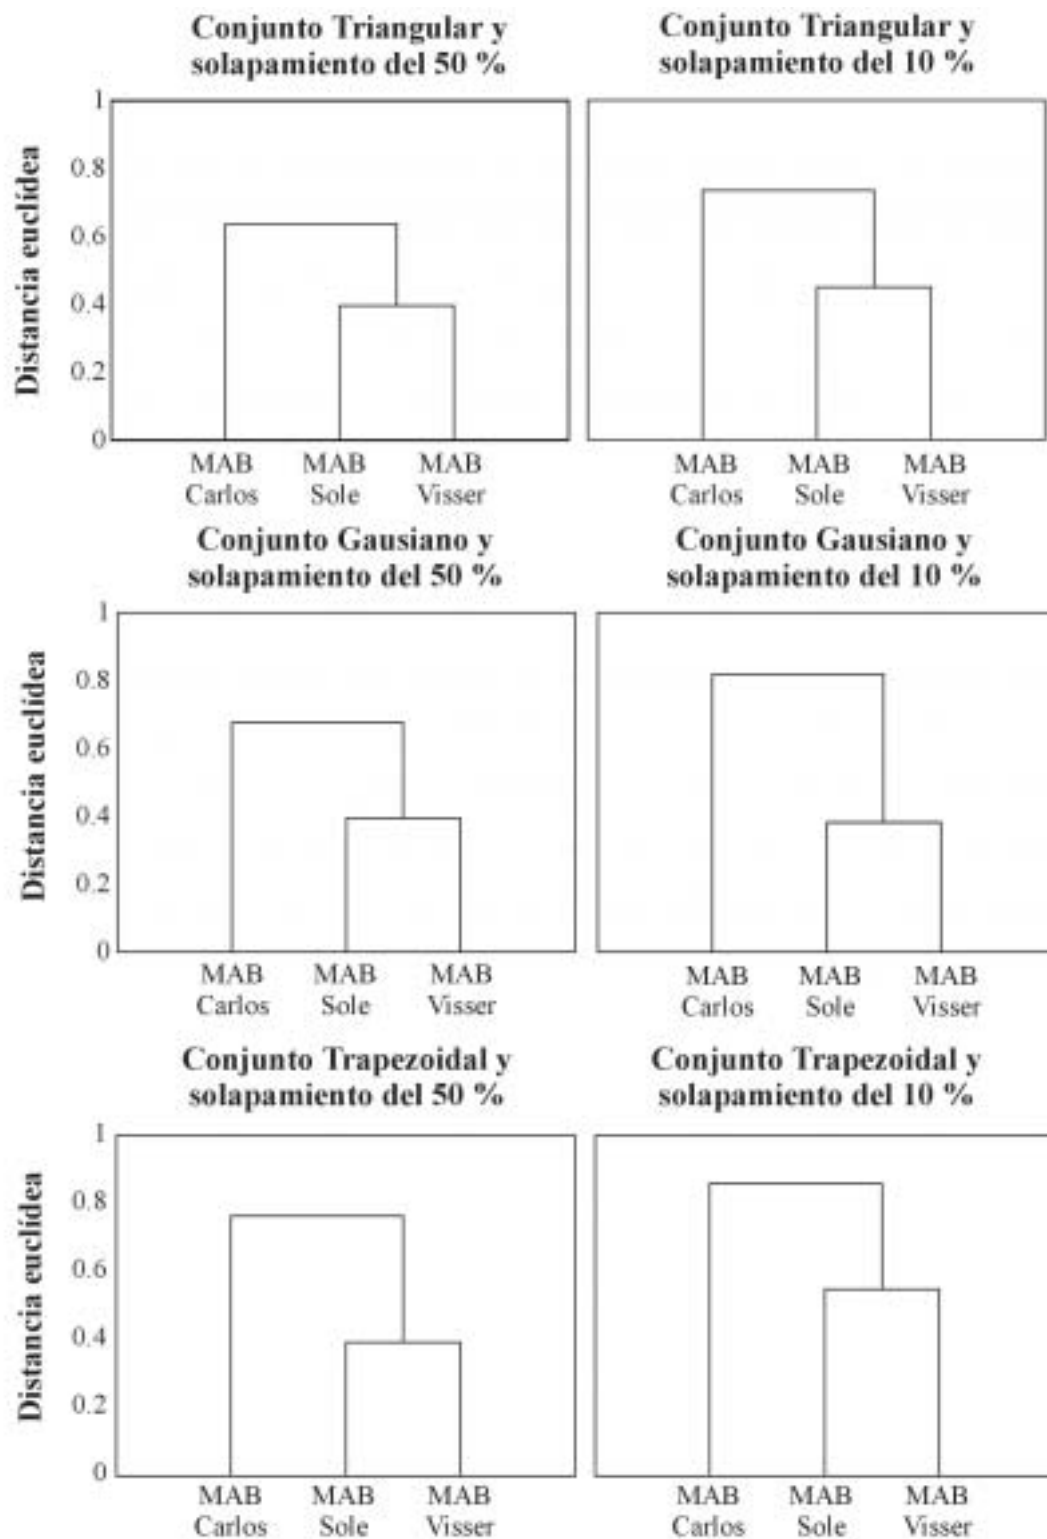 Conjunto Triangular y
solapamiento del 50 %
Conjunto Triangular y
solapamiento del 10 %
Distancia euclídea
1
0.8
0.6
0.4
0.2
0
MAB
Carlos
MAB
Sole
MAB
Visser
MAB
Carlos
MAB
Sole
MAB
Visser
Conjunto Gausiano y
solapamiento del 50 %
Conjunto Gausiano y
solapamiento del 10 %
Distancia euclídea
1
0.8
0.6
0.4
0.2
0
MAB
Carlos
MAB
Sole
MAB
Visser
MAB
Carlos
MAB
Sole
MAB
Visser
Conjunto Trapezoidal y
solapamiento del 50 %
Conjunto Trapezoidal y
solapamiento del 10 %
Distancia euclídea
1
0.8
0.6
0.4
0.2
0
MAB
Carlos
MAB
Sole
MAB
Visser
MAB
Carlos
MAB
Sole
MAB
Visser